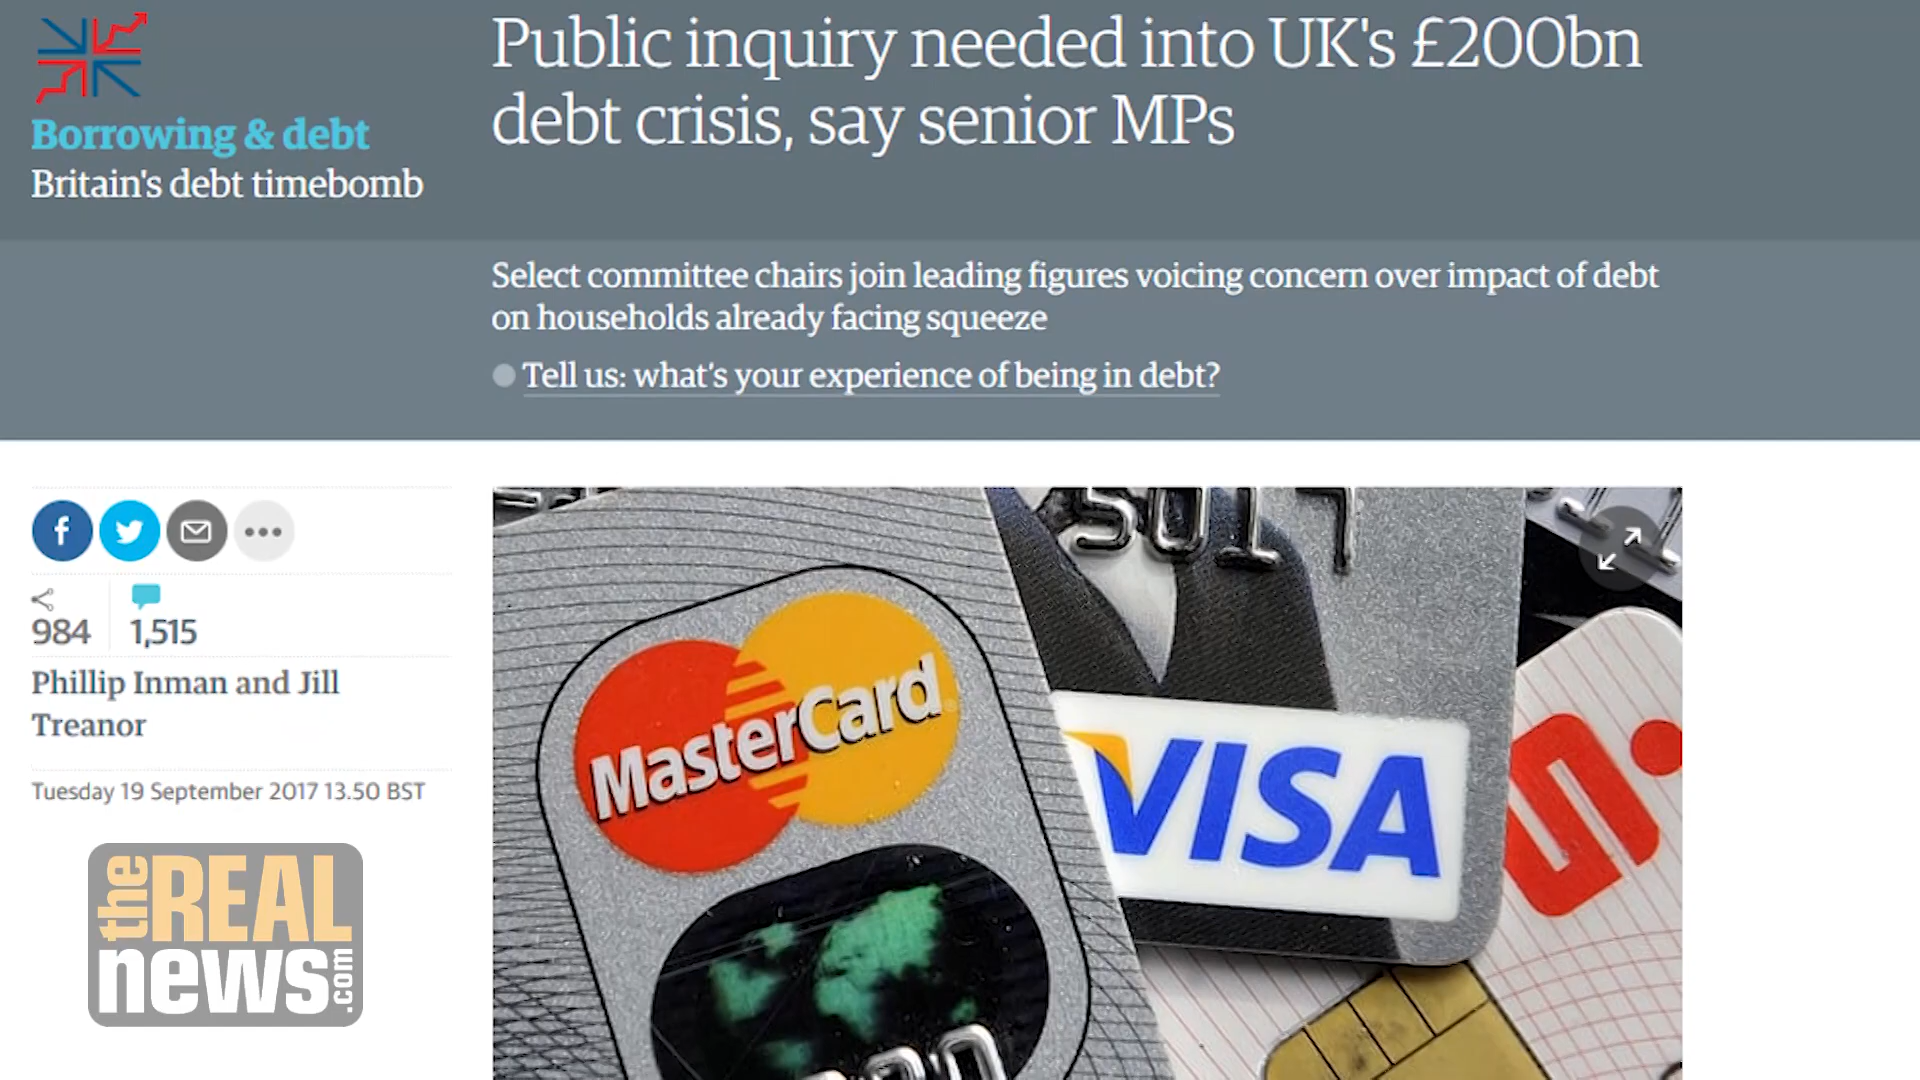 Public inquiry needed into UK's £200bn
debt crisis, say senior MPs
Borrowing & debt
Britain's debt timebomb
Select committee chairs join leading figures voicing concern over impact of debt
on households already facing squeeze
Tell us: what's your experience of being in debt?
f
984
1,515
Phillip Inman and Jill
Treanor
Tuesday 19 September 2017 13.50 BST
5017
MasterCard
VISA
the REAL
news.com